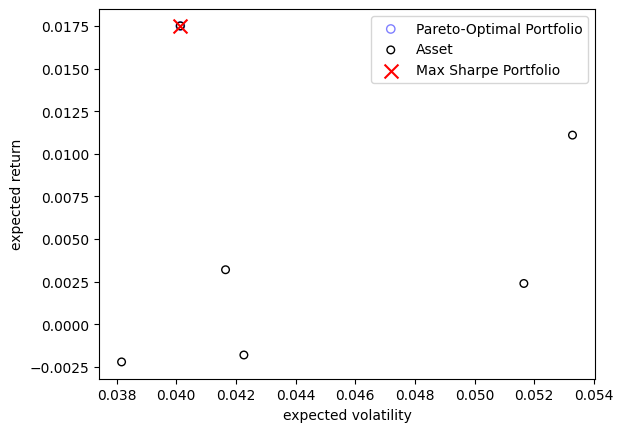 0.0175
0.0150
0.0125
0.0100
0.0075
0.0050
0.0025
0.0000
−0.0025
expected return
Pareto-Optimal Portfolio
Asset
Max Sharpe Portfolio
0.038 0.040 0.042 0.044 0.046 0.048 0.050 0.052 0.054
expected volatility